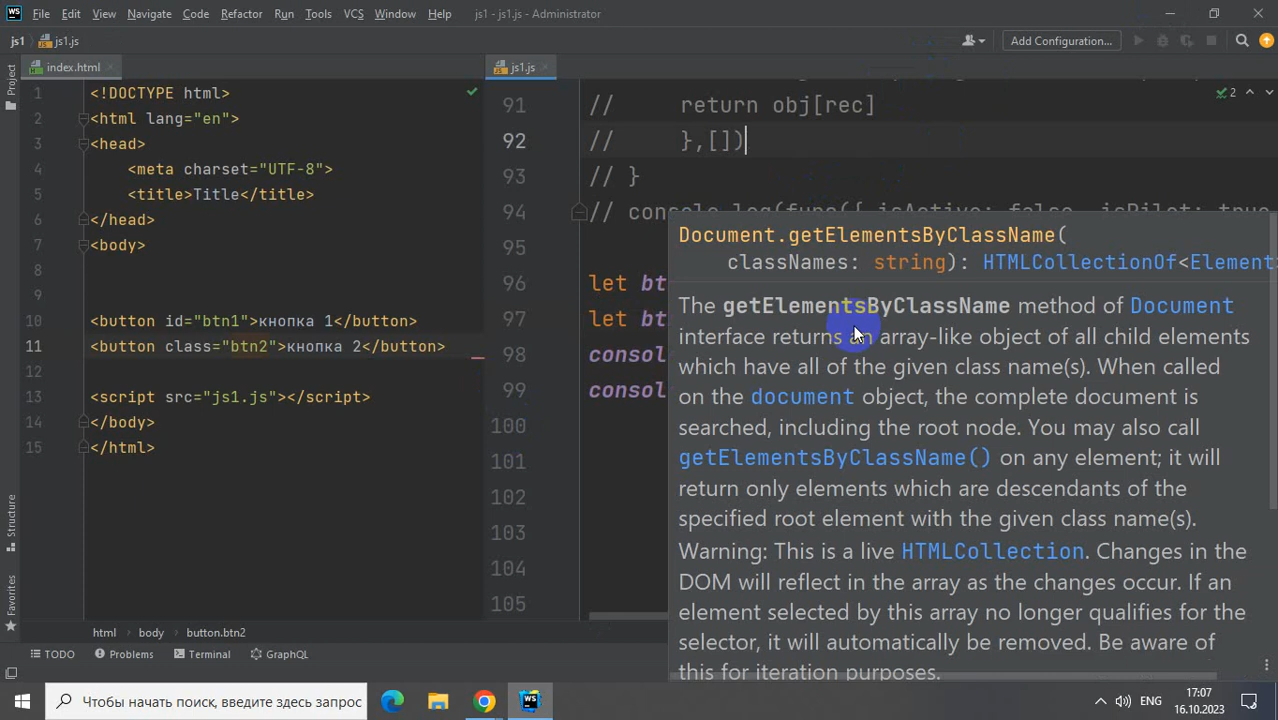 WS File Edit View Navigate Code Refactor Run Tools VCS Window Help js1 - js1.js - Administrator
js1 js1.js Add Configuration...
Project
index.html
js1.js
1 <!DOCTYPE html>
2 <html lang="en">
3 <head>
4 <meta charset="UTF-8">
5 <title>Title</title>
6 </head>
7 <body>
8
9
10 <button id="btn1">кнопка 1</button>
11 <button class="btn2">кнопка 2</button>
12
13 <script src="js1.js"></script>
14 </body>
15 </html>
2
91 // return obj[rec]
92 // },[])
93 // }
94 // console.log(func({ isActive: false, isPilot: true
95
96 let bt
97 let bt
98 conso
99 conso
100
101
102
103
104
105
Document.getElementsByClassName(
classNames: string): HTMLCollectionOf<Element
The getElementsByClassName method of Document
interface returns an array-like object of all child elements
which have all of the given class name(s). When called
on the document object, the complete document is
searched, including the root node. You may also call
getElementsByClassName() on any element; it will
return only elements which are descendants of the
specified root element with the given class name(s).
Warning: This is a live HTMLCollection. Changes in the
DOM will reflect in the array as the changes occur. If an
element selected by this array no longer qualifies for the
selector, it will automatically be removed. Be aware of
this for iteration purposes.
Structure
Favorites
html body button.btn2
TODO Problems Terminal GraphQL
Чтобы начать поиск, введите здесь запрос
WS
ENG
17:07
16.10.2023